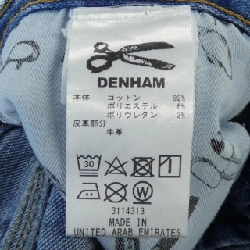 DENHAM
本体 コットン 92%
ポリエステル 6%
ポリウレタン 2%
皮革部分
牛革
30
3114313
MADE IN
UNITED ARAB EMIRATES